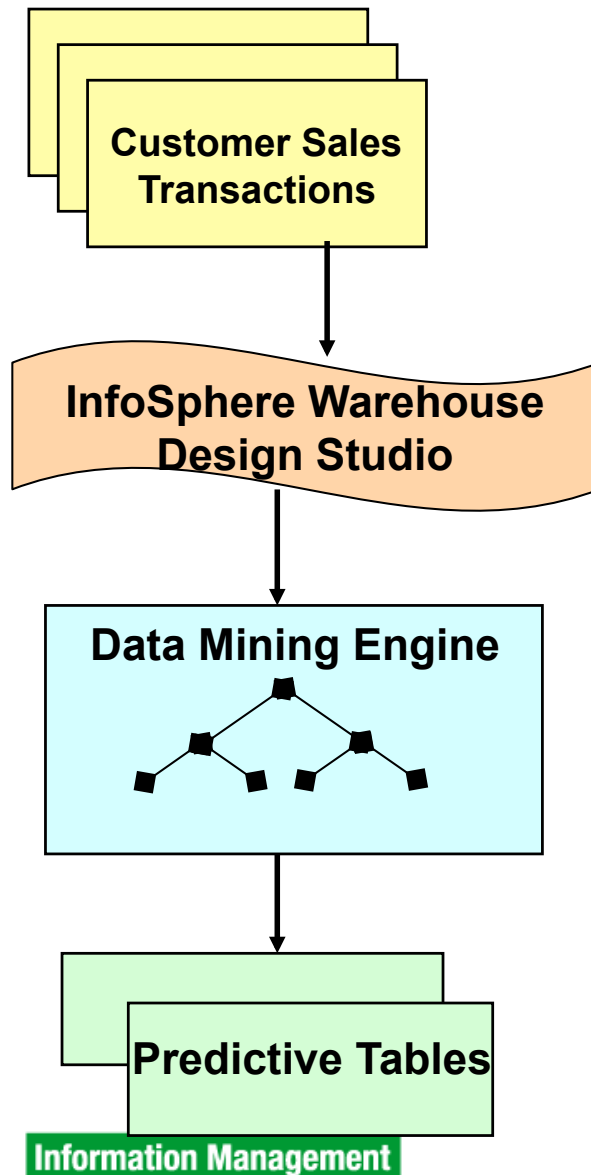 Customer Sales
Transactions
InfoSphere Warehouse
Design Studio
Data Mining Engine
Predictive Tables
Information Management